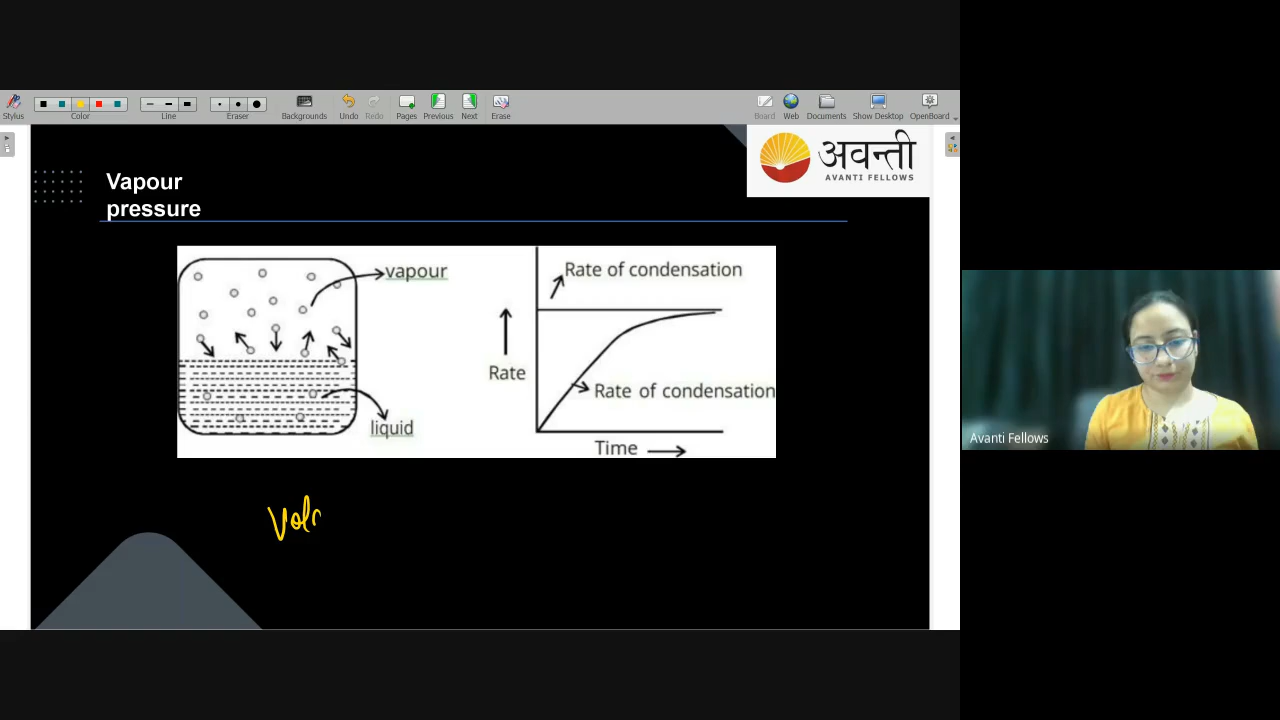 Stylus
Color
Line
Eraser
Backgrounds
Undo
Redo
Pages
Previous
Next
Erase
Board
Web
Documents
Show Desktop
OpenBoard
अवन्ती
AVANTI FELLOWS
Vapour
pressure
vapour
liquid
Rate of condensation
Rate
Rate of condensation
Time
Avanti Fellows